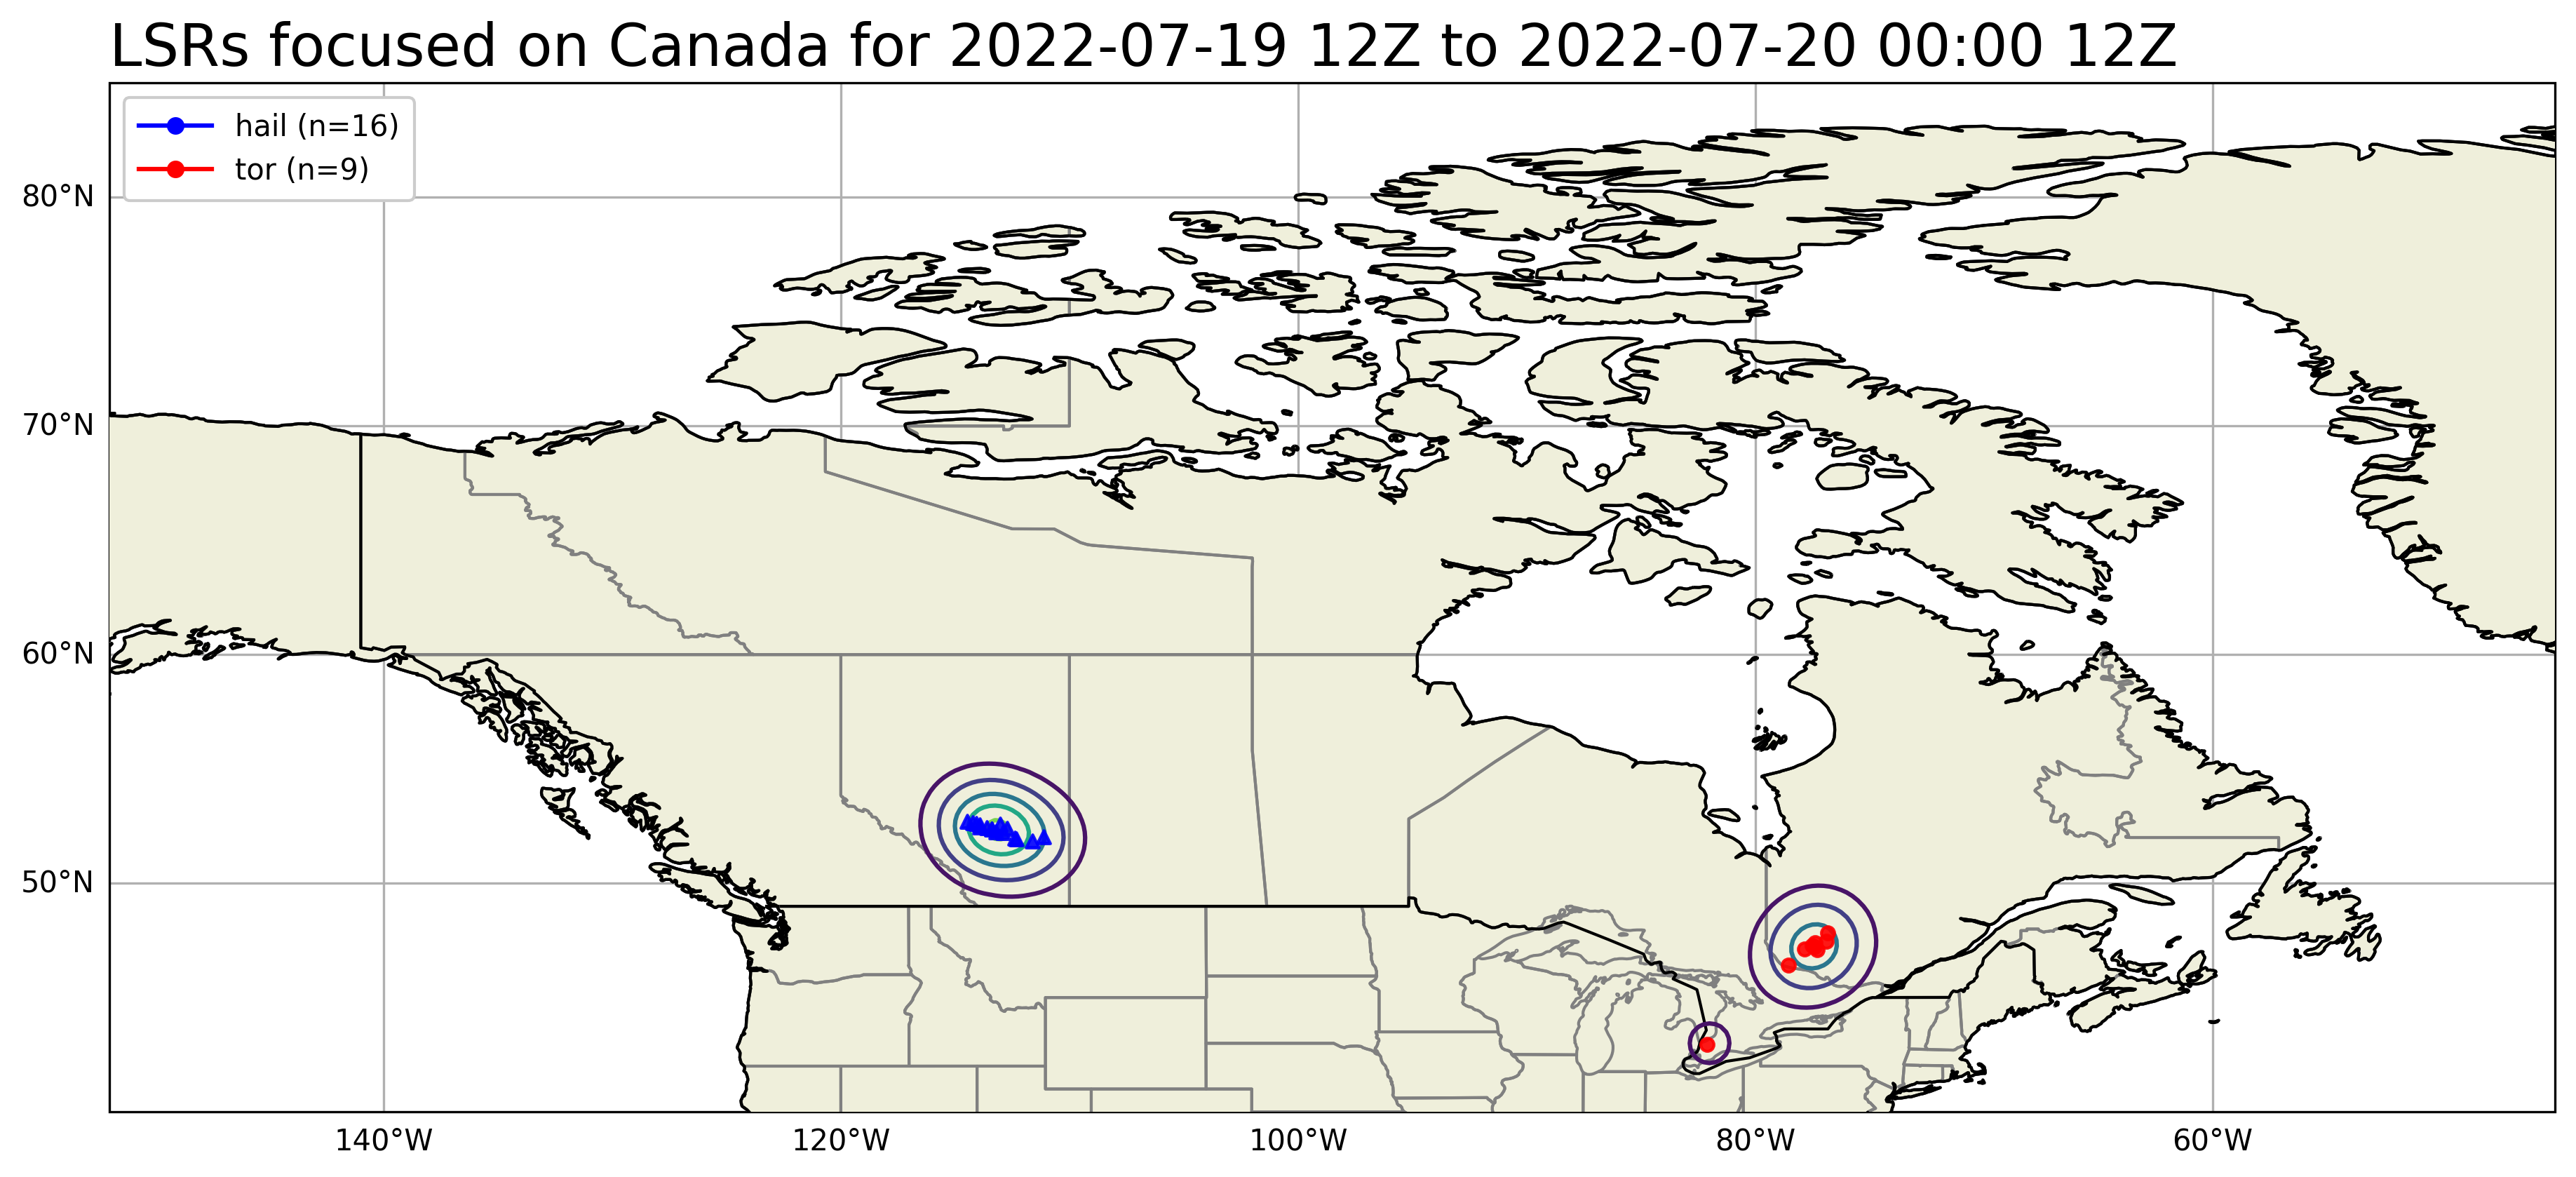 LSRs focused on Canada for 2022-07-19 12Z to 2022-07-20 00:00 12Z
hail (n=16)
tor (n=9)
80°N
70°N
60°N
50°N
140°W
120°W
100°W
80°W
60°W